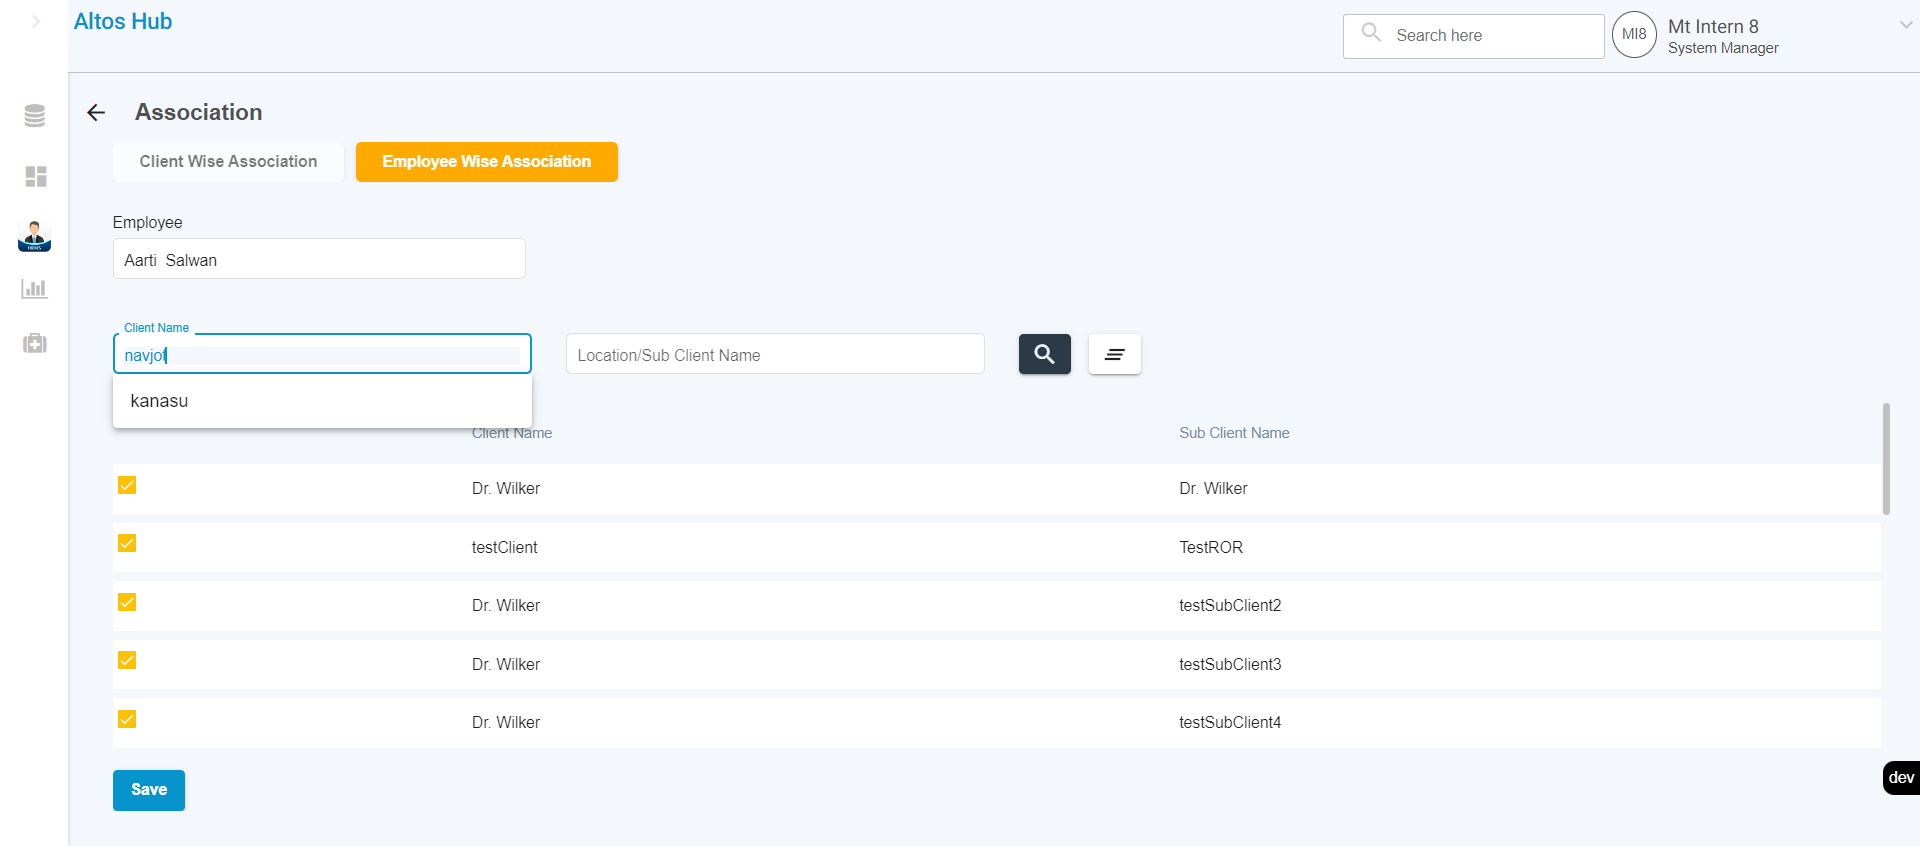 Altos Hub
Search here
MI8
Mt Intern 8
System Manager
Association
Client Wise Association
Employee Wise Association
HRMS
Employee
Aarti  Salwan
Client Name
navjot
Location/Sub Client Name
kanasu
Client Name
Sub Client Name
Dr. Wilker
Dr. Wilker
testClient
TestROR
Dr. Wilker
testSubClient2
Dr. Wilker
testSubClient3
Dr. Wilker
testSubClient4
Save
dev